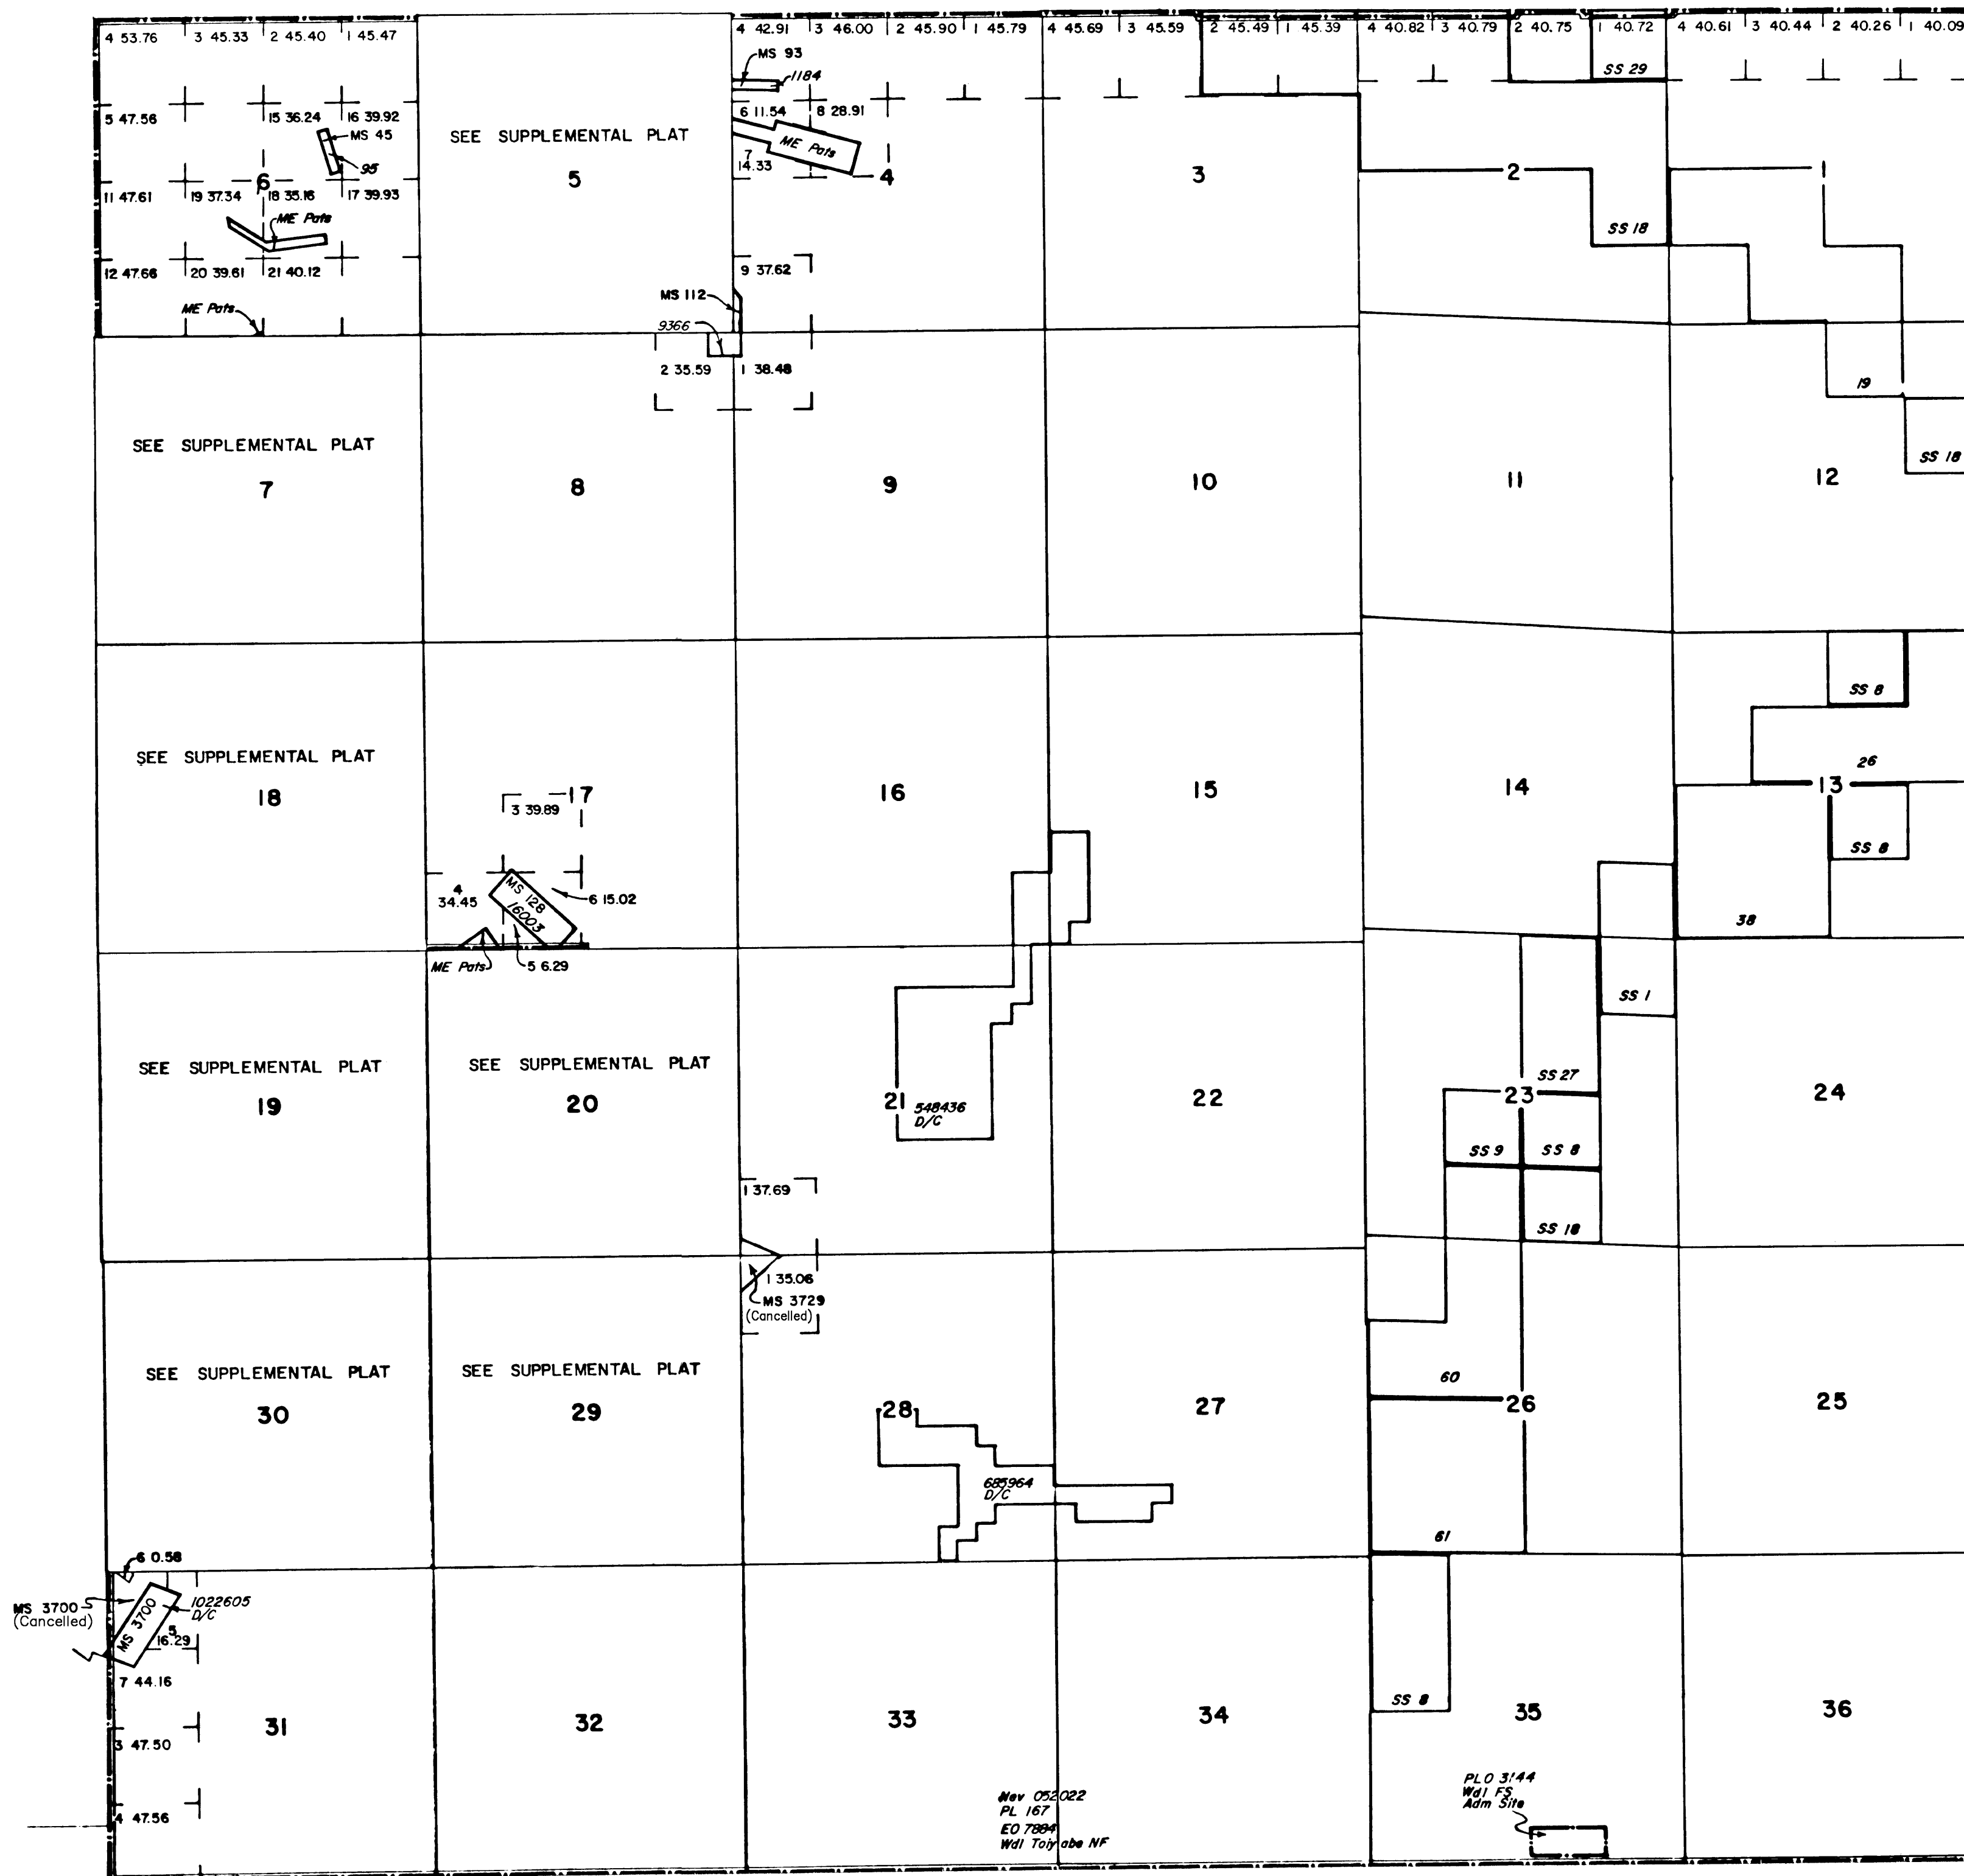 4 53.76 3 45.33 2 45.40 1 45.47
4 42.91 3 46.00 2 45.90 1 45.79
4 45.69 3 45.59 2 45.49 1 45.39
4 40.82 3 40.79 2 40.75 1 40.72
4 40.61 3 40.44 2 40.26 1 40.09
MS 93
1184
SS 29
5 47.56
15 36.24
16 39.92
MS 45
95
6
11 47.61
19 37.34
18 35.16
17 39.93
ME Pats
12 47.66
20 39.61
21 40.12
ME Pats
SEE SUPPLEMENTAL PLAT
5
6 11.54
8 28.91
ME Pats
7
14.33
4
9 37.62
MS 112
9366
3
2
SS 18
1
2 35.59
1 38.48
19
SS 18
SEE SUPPLEMENTAL PLAT
7
8
9
10
11
12
SEE SUPPLEMENTAL PLAT
18
17
3 39.89
4
34.45
MS 128
16003
6 15.02
ME Pats
5 6.29
16
15
14
SS 8
26
13
SS 8
38
SEE SUPPLEMENTAL PLAT
19
SEE SUPPLEMENTAL PLAT
20
21
548436
D/C
1 37.69
22
SS 1
SS 27
23
SS 9
SS 8
SS 18
24
SEE SUPPLEMENTAL PLAT
30
SEE SUPPLEMENTAL PLAT
29
1 35.06
MS 3729
(Cancelled)
28
685964
D/C
27
60
26
61
25
6 0.58
MS 3700
(Cancelled)
MS 3700
1022605
D/C
5
16.29
7 44.16
3 47.50
4 47.56
31
32
33
34
SS 8
35
36
Nev 052022
PL 167
EO 7884
Wdl Toiyabe NF
PLO 3144
Wdl FS
Adm Site